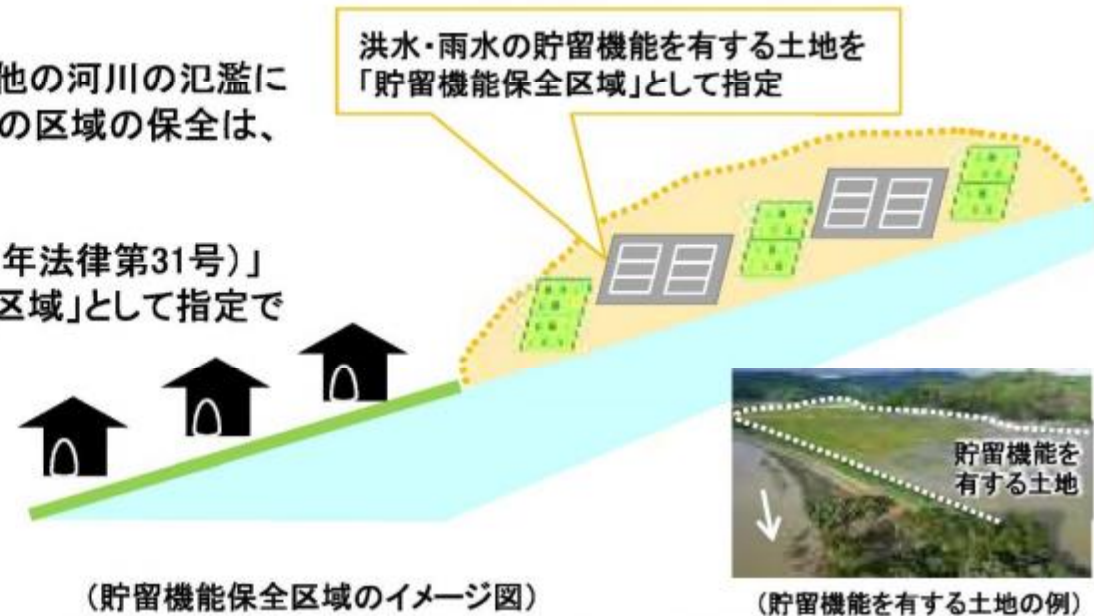 洪水・雨水の貯留機能を有する土地を
「貯留機能保全区域」として指定
他の河川の氾濫に
の区域の保全は、
年法律第31号）」
区域」として指定で
貯留機能を
有する土地
（貯留機能保全区域のイメージ図）
（貯留機能を有する土地の例）